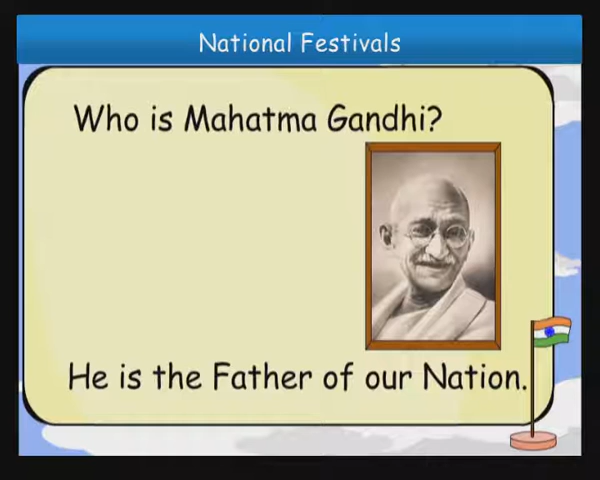 National Festivals
Who is Mahatma Gandhi?
He is the Father of our Nation.